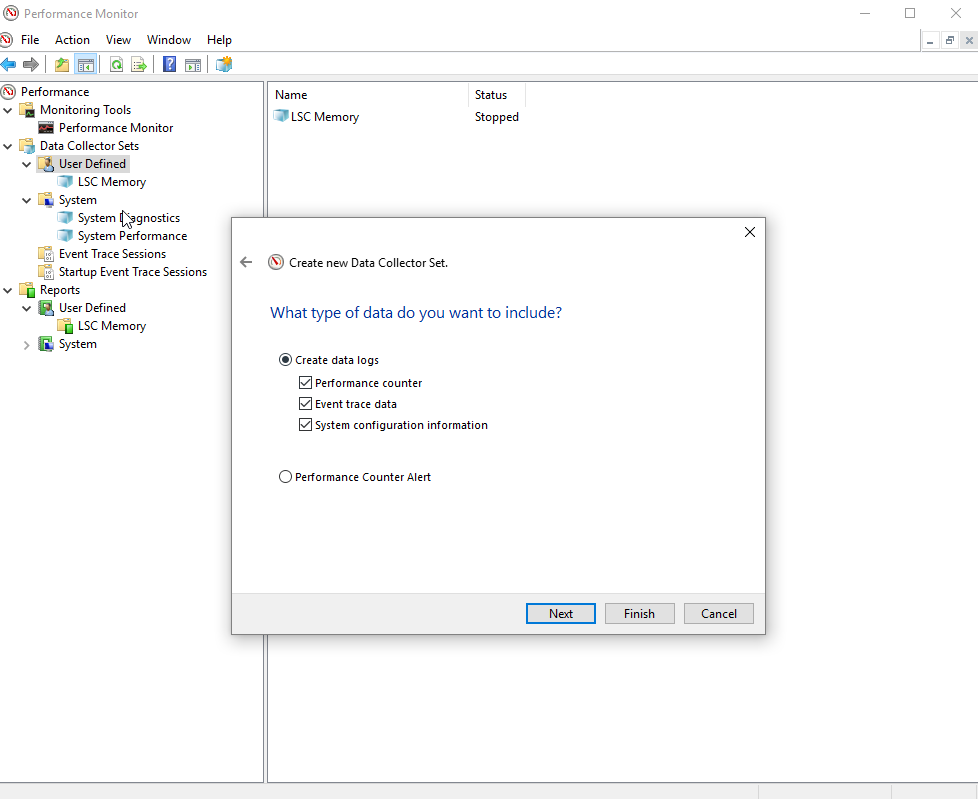 Performance Monitor
File Action View Window Help
Performance
Monitoring Tools
Performance Monitor
Data Collector Sets
User Defined
LSC Memory
System
System Diagnostics
System Performance
Event Trace Sessions
Startup Event Trace Sessions
Reports
User Defined
LSC Memory
System
Name Status
LSC Memory Stopped
Create new Data Collector Set.
What type of data do you want to include?
Create data logs
Performance counter
Event trace data
System configuration information
Performance Counter Alert
Next Finish Cancel